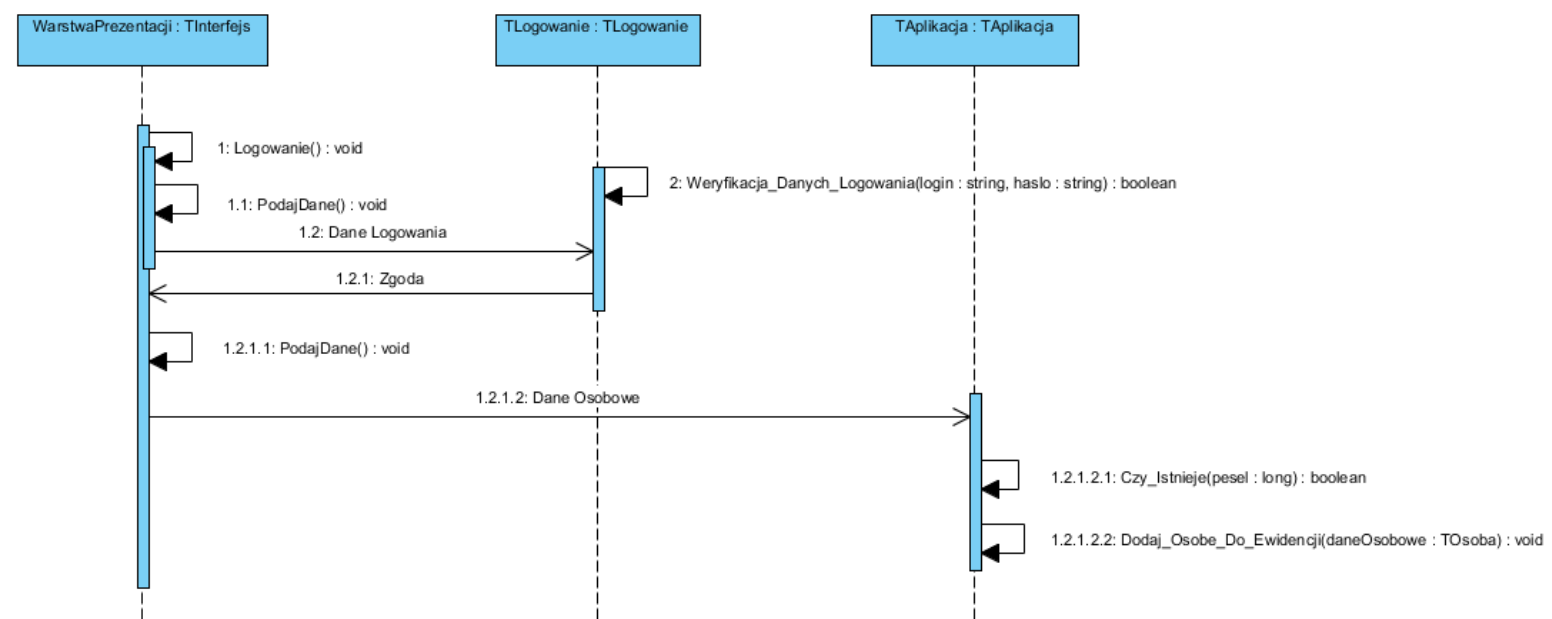 WarstwaPrezentacji : TInterfejs
TLogowanie : TLogowanie
TAplikacja : TAplikacja
1: Logowanie() : void
2: Weryfikacja_Danych_Logowania(login : string, haslo : string) : boolean
1.1: PodajDane() : void
1.2: Dane Logowania
1.2.1: Zgoda
1.2.1.1: PodajDane() : void
1.2.1.2: Dane Osobowe
1.2.1.2.1: Czy_Istnieje(pesel : long) : boolean
1.2.1.2.2: Dodaj_Osobe_Do_Ewidencji(daneOsobowe : TOsoba) : void